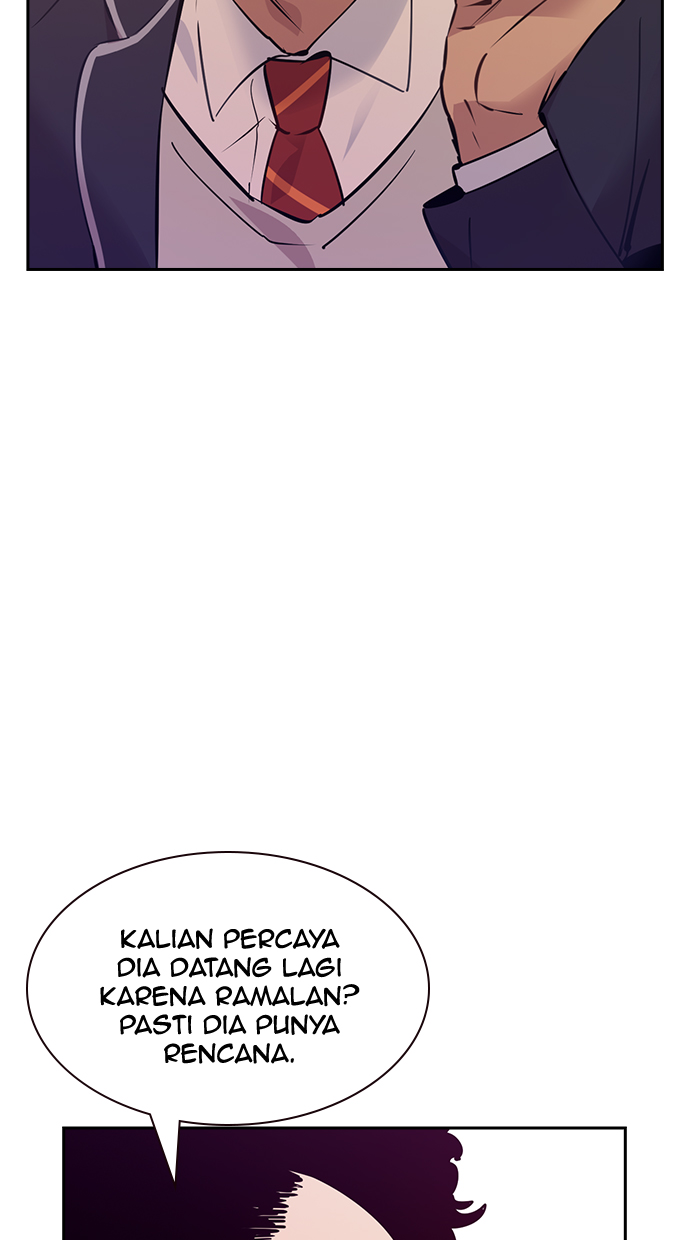 KALIAN PERCAYA
DIA DATANG LAGI
KARENA RAMALAN?
PASTI DIA PUNYA
RENCANA.